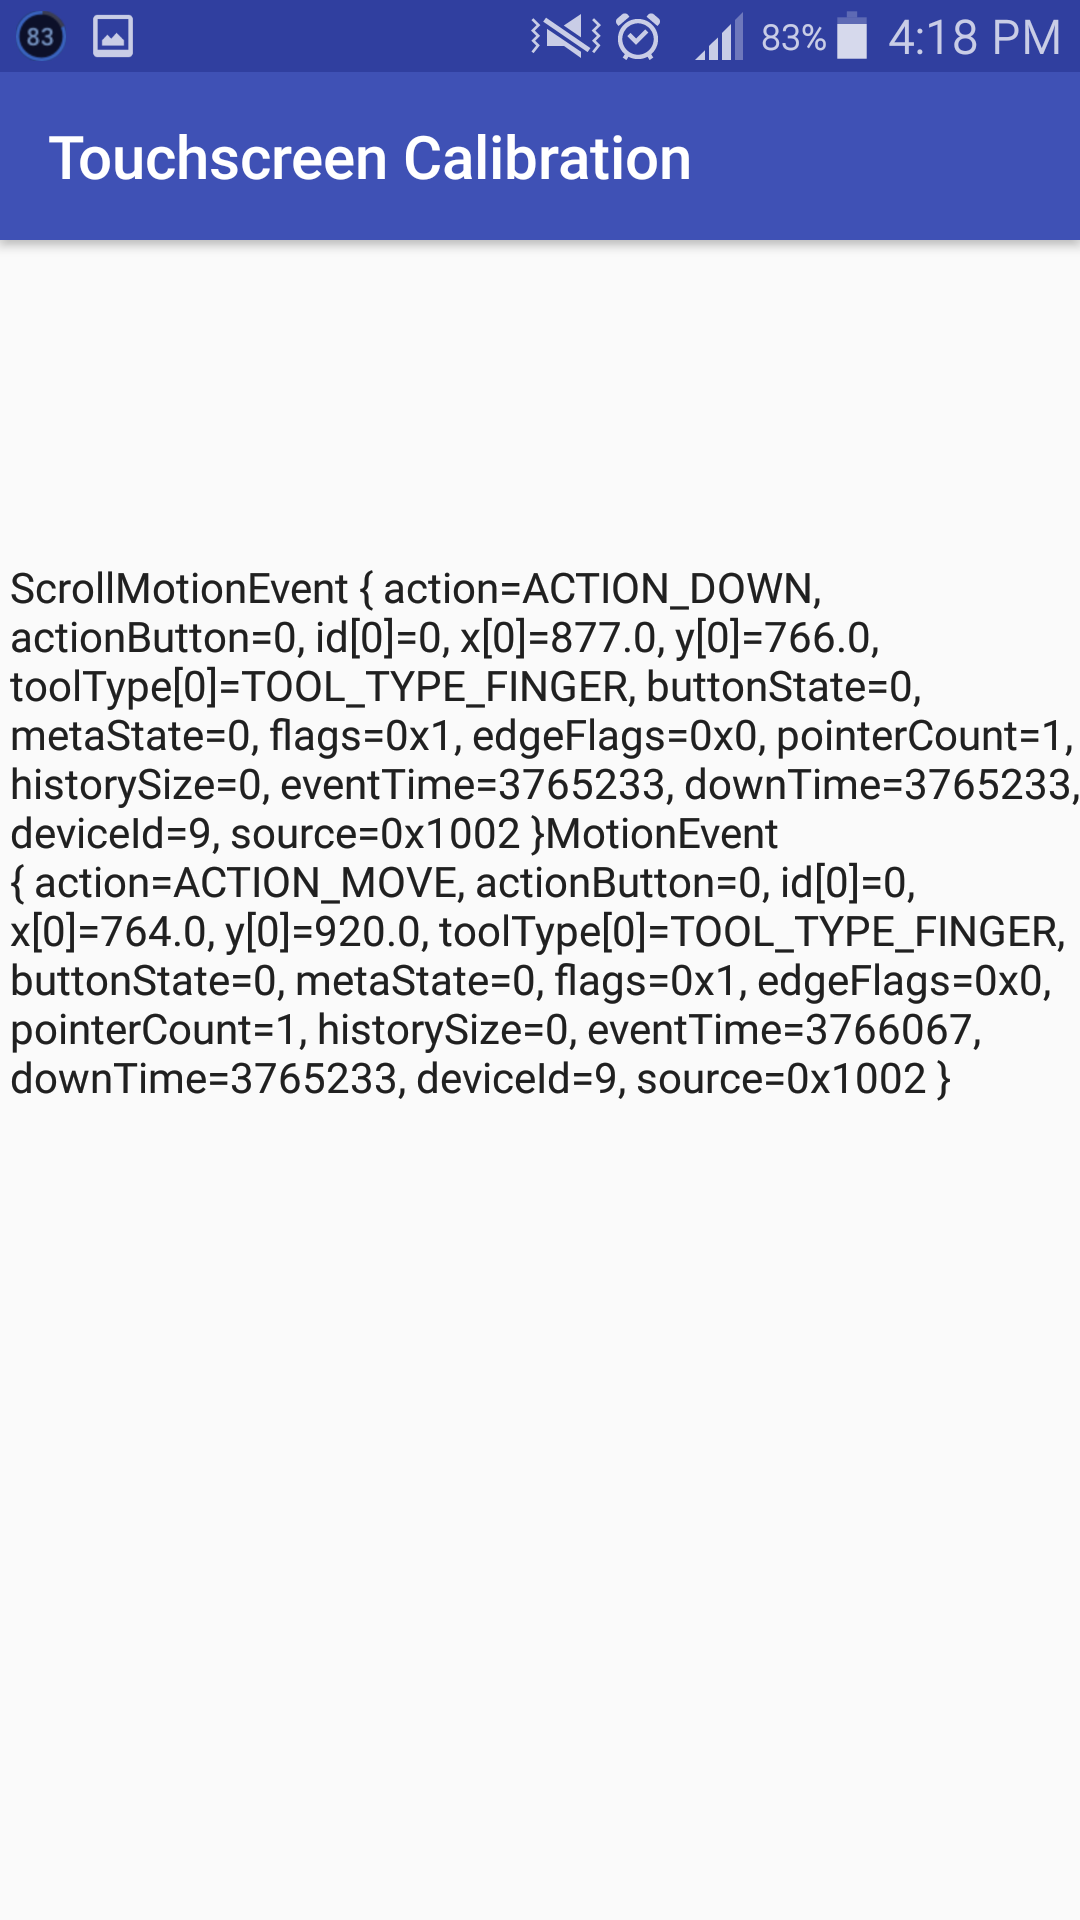 83
83%
4:18 PM
Touchscreen Calibration
ScrollMotionEvent { action=ACTION_DOWN,
actionButton=0, id[0]=0, x[0]=877.0, y[0]=766.0,
toolType[0]=TOOL_TYPE_FINGER, buttonState=0,
metaState=0, flags=0x1, edgeFlags=0x0, pointerCount=1,
historySize=0, eventTime=3765233, downTime=3765233,
deviceId=9, source=0x1002 }MotionEvent
{ action=ACTION_MOVE, actionButton=0, id[0]=0,
x[0]=764.0, y[0]=920.0, toolType[0]=TOOL_TYPE_FINGER,
buttonState=0, metaState=0, flags=0x1, edgeFlags=0x0,
pointerCount=1, historySize=0, eventTime=3766067,
downTime=3765233, deviceId=9, source=0x1002 }